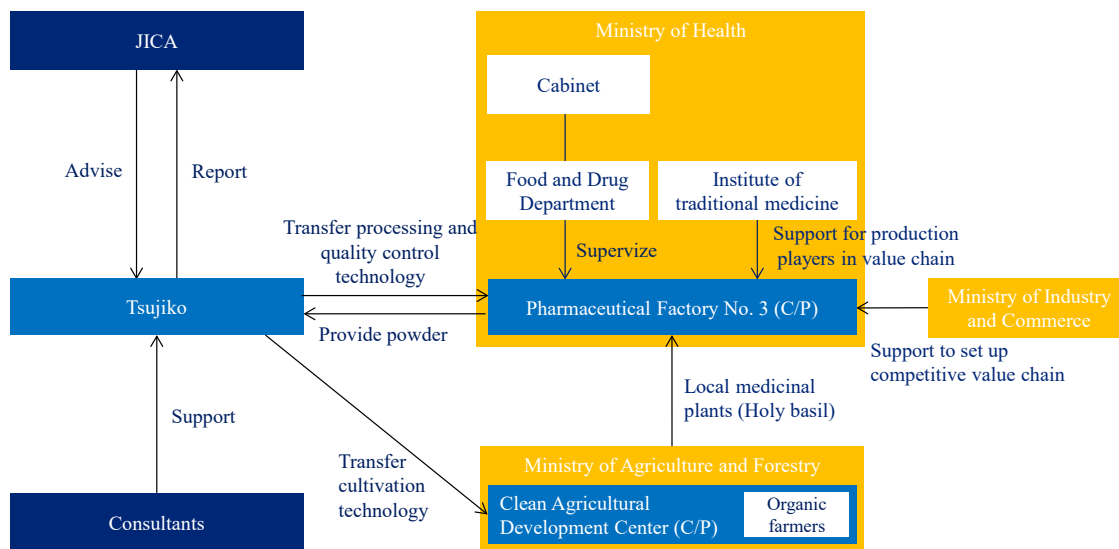 JICA
Ministry of Health
Cabinet
Advise
Report
Food and Drug
Department
Institute of
traditional medicine
Transfer processing and
quality control
technology
Supervize
Support for production
players in value chain
Tsujiko
Pharmaceutical Factory No. 3 (C/P)
Ministry of Industry
and Commerce
Provide powder
Support to set up
competitive value chain
Local medicinal
plants (Holy basil)
Support
Transfer
cultivation
technology
Ministry of Agriculture and Forestry
Clean Agricultural
Development Center (C/P)
Organic
farmers
Consultants